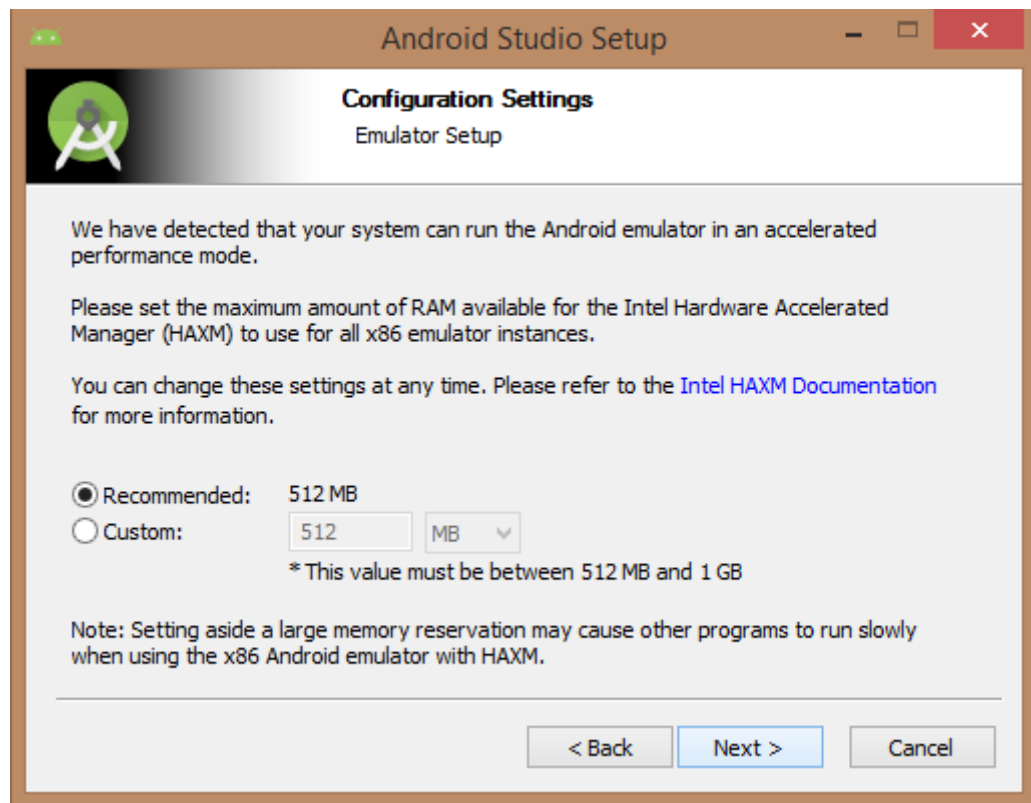 Android Studio Setup
Configuration Settings
Emulator Setup
We have detected that your system can run the Android emulator in an accelerated
performance mode.
Please set the maximum amount of RAM available for the Intel Hardware Accelerated
Manager (HAXM) to use for all x86 emulator instances.
You can change these settings at any time. Please refer to the Intel HAXM Documentation
for more information.
Recommended: 512 MB
Custom: 512 MB
* This value must be between 512 MB and 1 GB
Note: Setting aside a large memory reservation may cause other programs to run slowly
when using the x86 Android emulator with HAXM.
< Back Next > Cancel